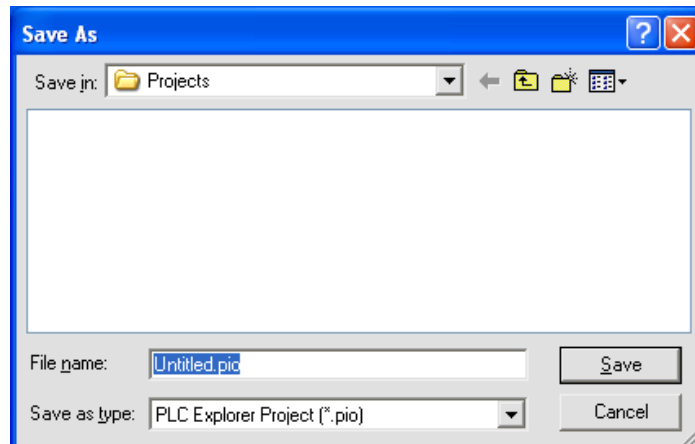 Save As
Save in: Projects
File name: Untitled.pio Save
Save as type: PLC Explorer Project (*.pio) Cancel